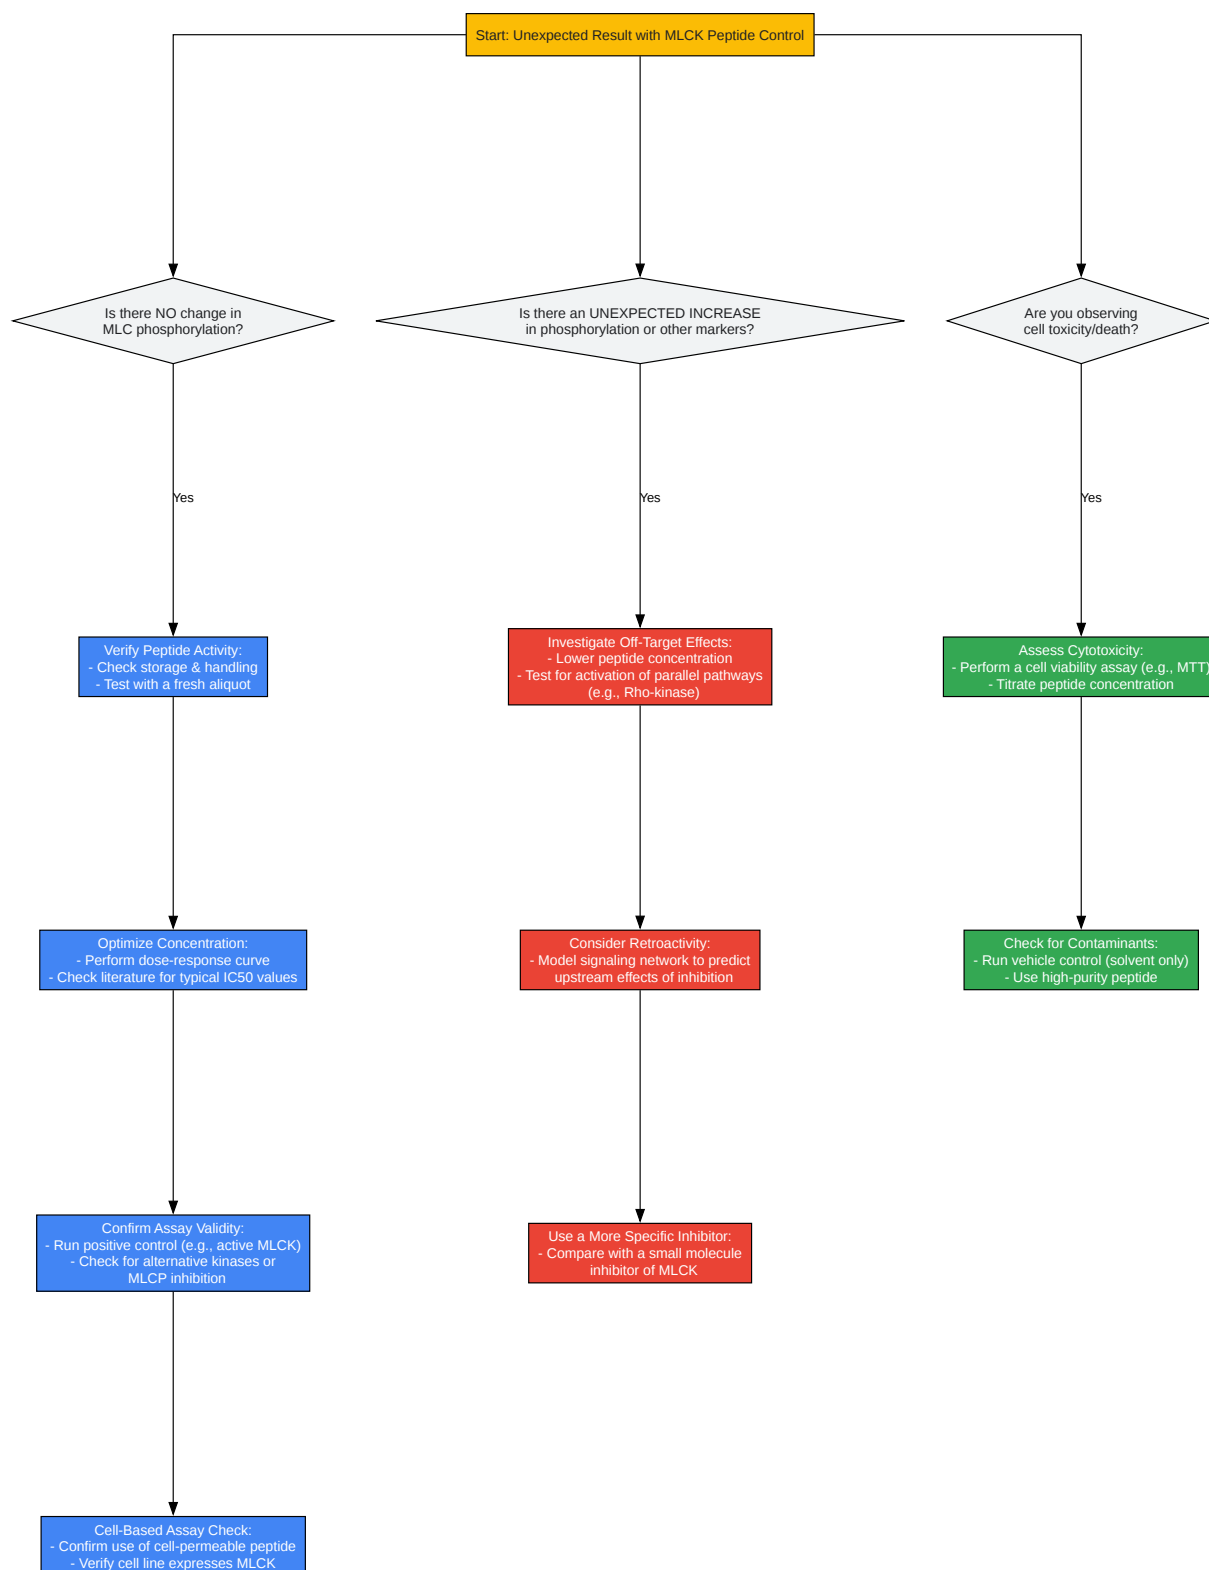 Start: Unexpected Result with MLCK Peptide Control
Is there NO change in
MLC phosphorylation?
Is there an UNEXPECTED INCREASE
in phosphorylation or other markers?
Are you observing
cell toxicity/death?
Yes
Yes
Yes
Verify Peptide Activity:
- Check storage & handling
- Test with a fresh aliquot
Investigate Off-Target Effects:
- Lower peptide concentration
- Test for activation of parallel pathways
(e.g., Rho-kinase)
Assess Cytotoxicity:
- Perform a cell viability assay (e.g., MTT)
- Titrate peptide concentration
Optimize Concentration:
- Perform dose-response curve
- Check literature for typical IC50 values
Consider Retroactivity:
- Model signaling network to predict
upstream effects of inhibition
Check for Contaminants:
- Run vehicle control (solvent only)
- Use high-purity peptide
Confirm Assay Validity:
- Run positive control (e.g., active MLCK)
- Check for alternative kinases or
MLCP inhibition
Use a More Specific Inhibitor:
- Compare with a small molecule
inhibitor of MLCK
Cell-Based Assay Check:
- Confirm use of cell-permeable peptide
- Verify cell line expresses MLCK